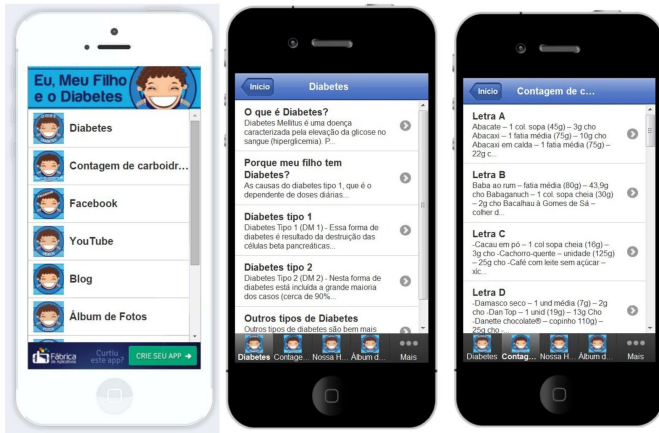 Eu, Meu Filho
e o Diabetes
Diabetes
Contagem de carboidr...
Facebook
YouTube
Blog
Álbum de Fotos
Fábrica
de Aplicativos
Curtiu
este app?
CRIE SEU APP
Inicio
Diabetes
O que é Diabetes?
Diabetes Mellitus é uma doença
caracterizada pela elevação da glicose no
sangue (hiperglicemia). P...
Porque meu filho tem
Diabetes?
As causas do diabetes tipo 1, que é o
dependente de doses diárias...
Diabetes tipo 1
Diabetes Tipo 1 (DM 1) - Essa forma de
diabetes é resultado da destruição das
células beta pancreáticas...
Diabetes tipo 2
Diabetes Tipo 2 (DM 2) - Nesta forma de
diabetes está incluída a grande maioria
dos casos (cerca de 90%...
Outros tipos de Diabetes
Outros tipos de diabetes são bem mais
Diabetes
Contage...
Nossa H...
Álbum d...
Mais
Inicio
Contagem de c...
Letra A
Abacate – 1 col. sopa (45g) – 3g cho
Abacaxi – 1 fatia média (75g) – 10g cho
Abacaxi em calda – 1 fatia média (75g) –
22g c...
Letra B
Baba ao rum – fatia média (80g) – 43,9g
cho Babaganuch – 1 col. sopa cheia (30g)
– 2g cho Bacalhau à Gomes de Sá –
colher d...
Letra C
-Cacau em pó – 1 col sopa cheia (16g) –
3g cho -Cachorro-quente – unidade (125g)
– 25g cho -Café com leite sem açúcar –
xíc...
Letra D
-Damasco seco – 1 und média (7g) – 2g
cho -Dan Top – 1 unid (19g) – 13g Cho
-Danette chocolate® – copinho 110g) –
25g cho -
Diabetes
Contag...
Nossa H...
Álbum d...
Mais